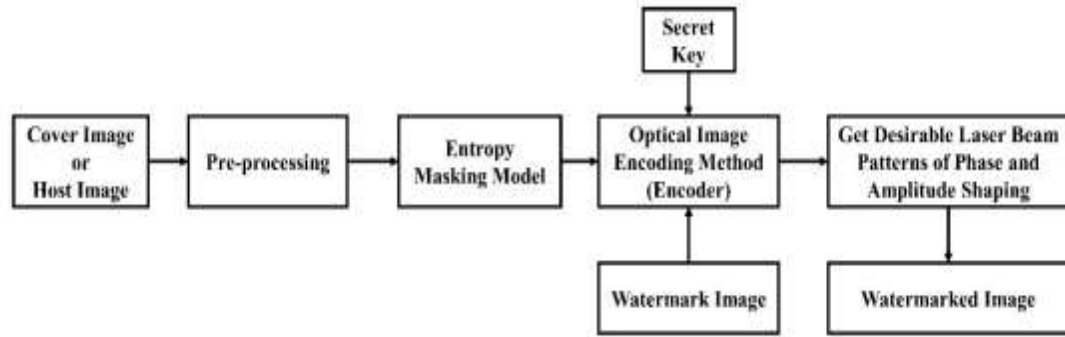 Secret
Key
Cover Image
or
Host Image
Pre-processing
Entropy
Masking Model
Optical Image
Encoding Method
(Encoder)
Get Desirable Laser Beam
Patterns of Phase and
Amplitude Shaping
Watermark Image
Watermarked Image